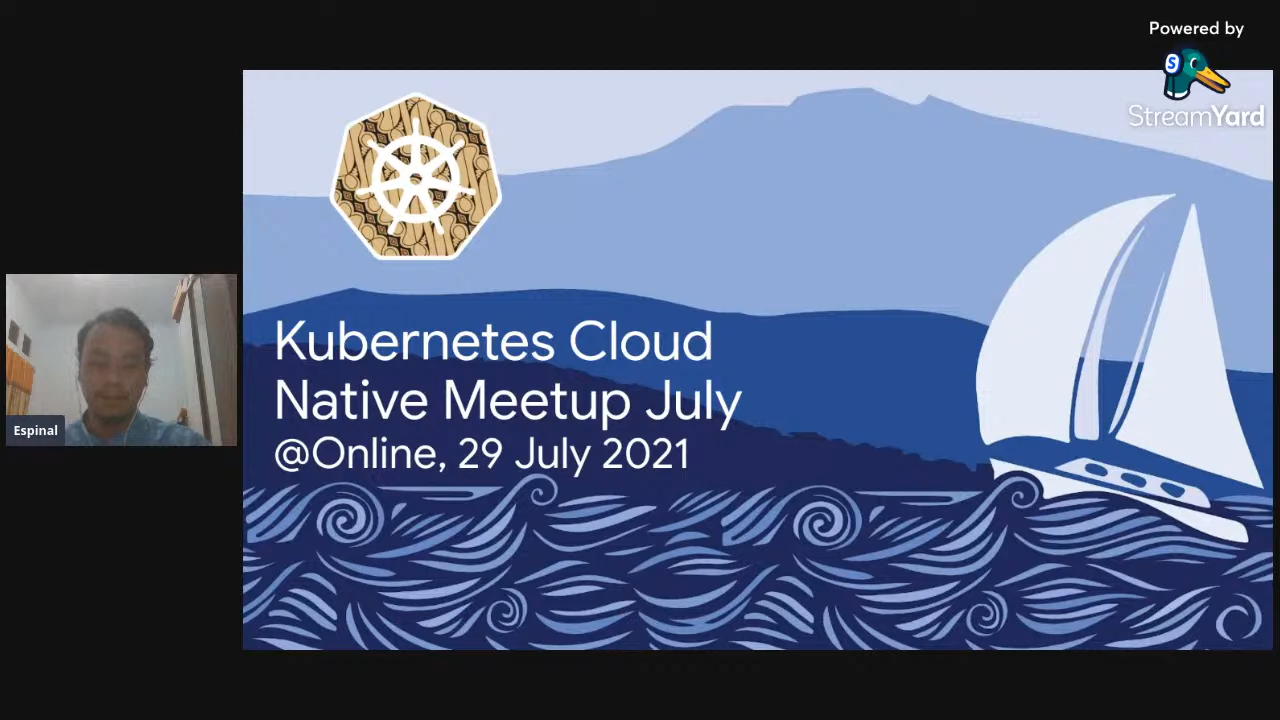 Powered by
S
StreamYard
Kubernetes Cloud
Native Meetup July
@Online, 29 July 2021
Espinal